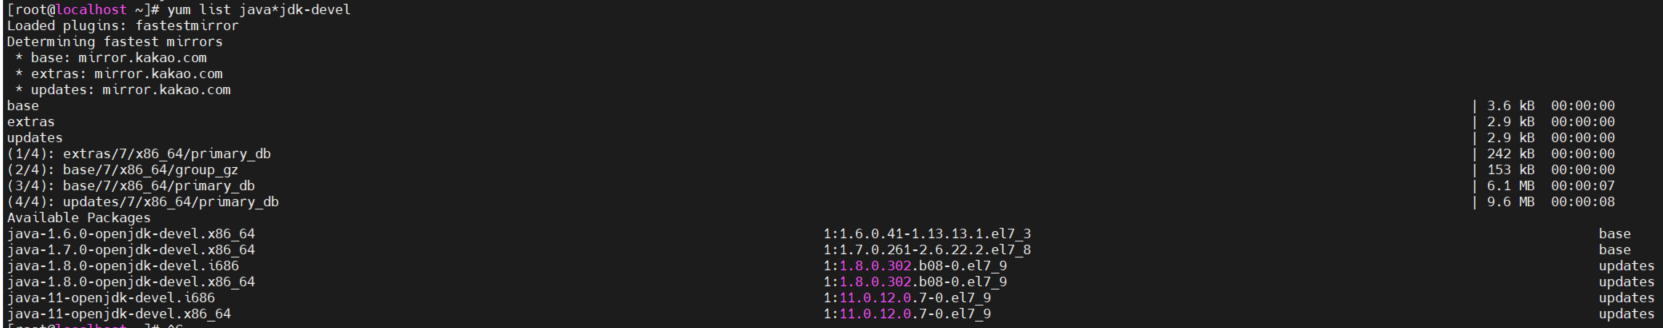 [root@localhost ~]# yum list java*jdk-devel
Loaded plugins: fastestmirror
Determining fastest mirrors
 * base: mirror.kakao.com
 * extras: mirror.kakao.com
 * updates: mirror.kakao.com
base | 3.6 kB 00:00:00
extras | 2.9 kB 00:00:00
updates | 2.9 kB 00:00:00
(1/4): extras/7/x86_64/primary_db | 242 kB 00:00:00
(2/4): base/7/x86_64/group_gz | 153 kB 00:00:00
(3/4): base/7/x86_64/primary_db | 6.1 MB 00:00:07
(4/4): updates/7/x86_64/primary_db | 9.6 MB 00:00:08
Available Packages
java-1.6.0-openjdk-devel.x86_64 1:1.6.0.41-1.13.13.1.el7_3 base
java-1.7.0-openjdk-devel.x86_64 1:1.7.0.261-2.6.22.2.el7_8 base
java-1.8.0-openjdk-devel.i686 1:1.8.0.302.b08-0.el7_9 updates
java-1.8.0-openjdk-devel.x86_64 1:1.8.0.302.b08-0.el7_9 updates
java-11-openjdk-devel.i686 1:11.0.12.0.7-0.el7_9 updates
java-11-openjdk-devel.x86_64 1:11.0.12.0.7-0.el7_9 updates
[root@localhost ~]# ^C